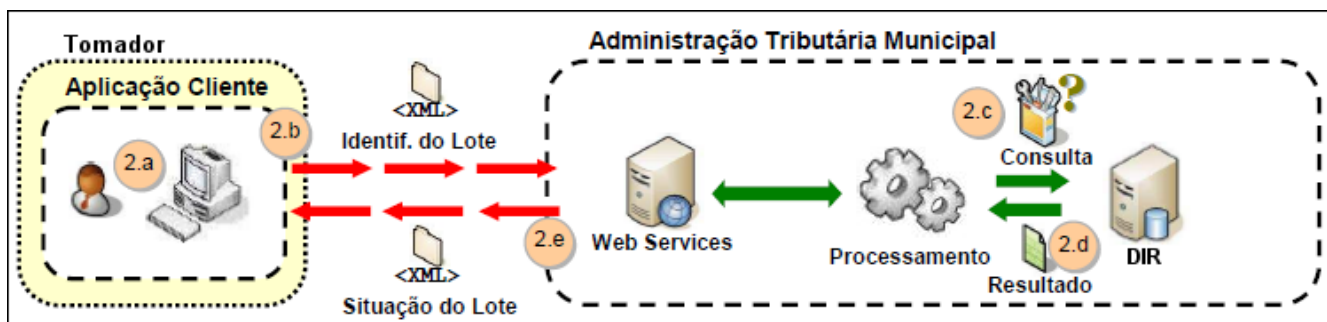 Tomador
Administração Tributária Municipal
Aplicação Cliente
2.a
2.b
<XML>
Identif. do Lote
2.c
Consulta
Web Services
Processamento
2.d
Resultado
DIR
2.e
<XML>
Situação do Lote